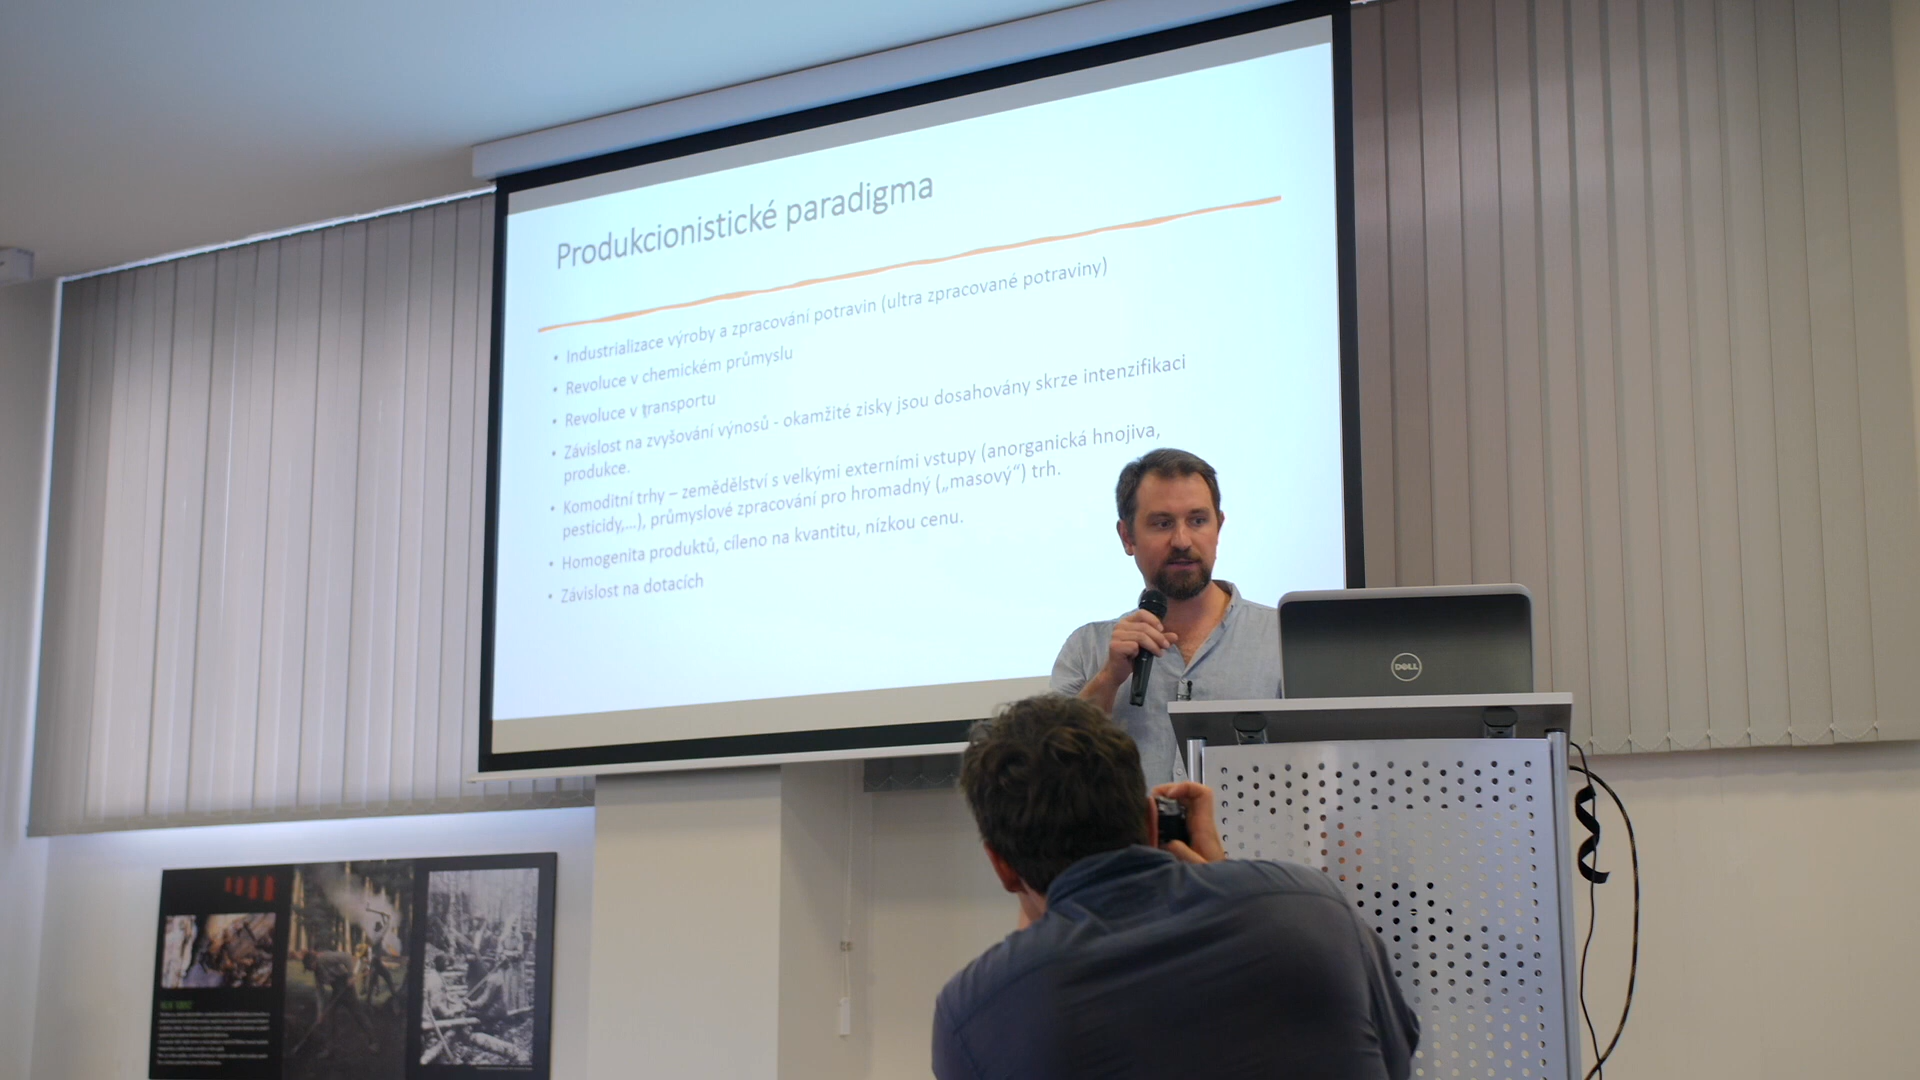 Produkcionistické paradigma
• Industrializace výroby a zpracování potravin (ultra zpracované potraviny)
• Revoluce v chemickém průmyslu
• Revoluce v transportu
• Závislost na zvyšování výnosů - okamžité zisky jsou dosahovány skrze intenzifikaci
produkce.
• Komoditní trhy – zemědělství s velkými externími vstupy (anorganická hnojiva,
pesticidy,...), průmyslové zpracování pro hromadný („masový“) trh.
• Homogenita produktů, cíleno na kvantitu, nízkou cenu.
• Závislost na dotacích
DELL